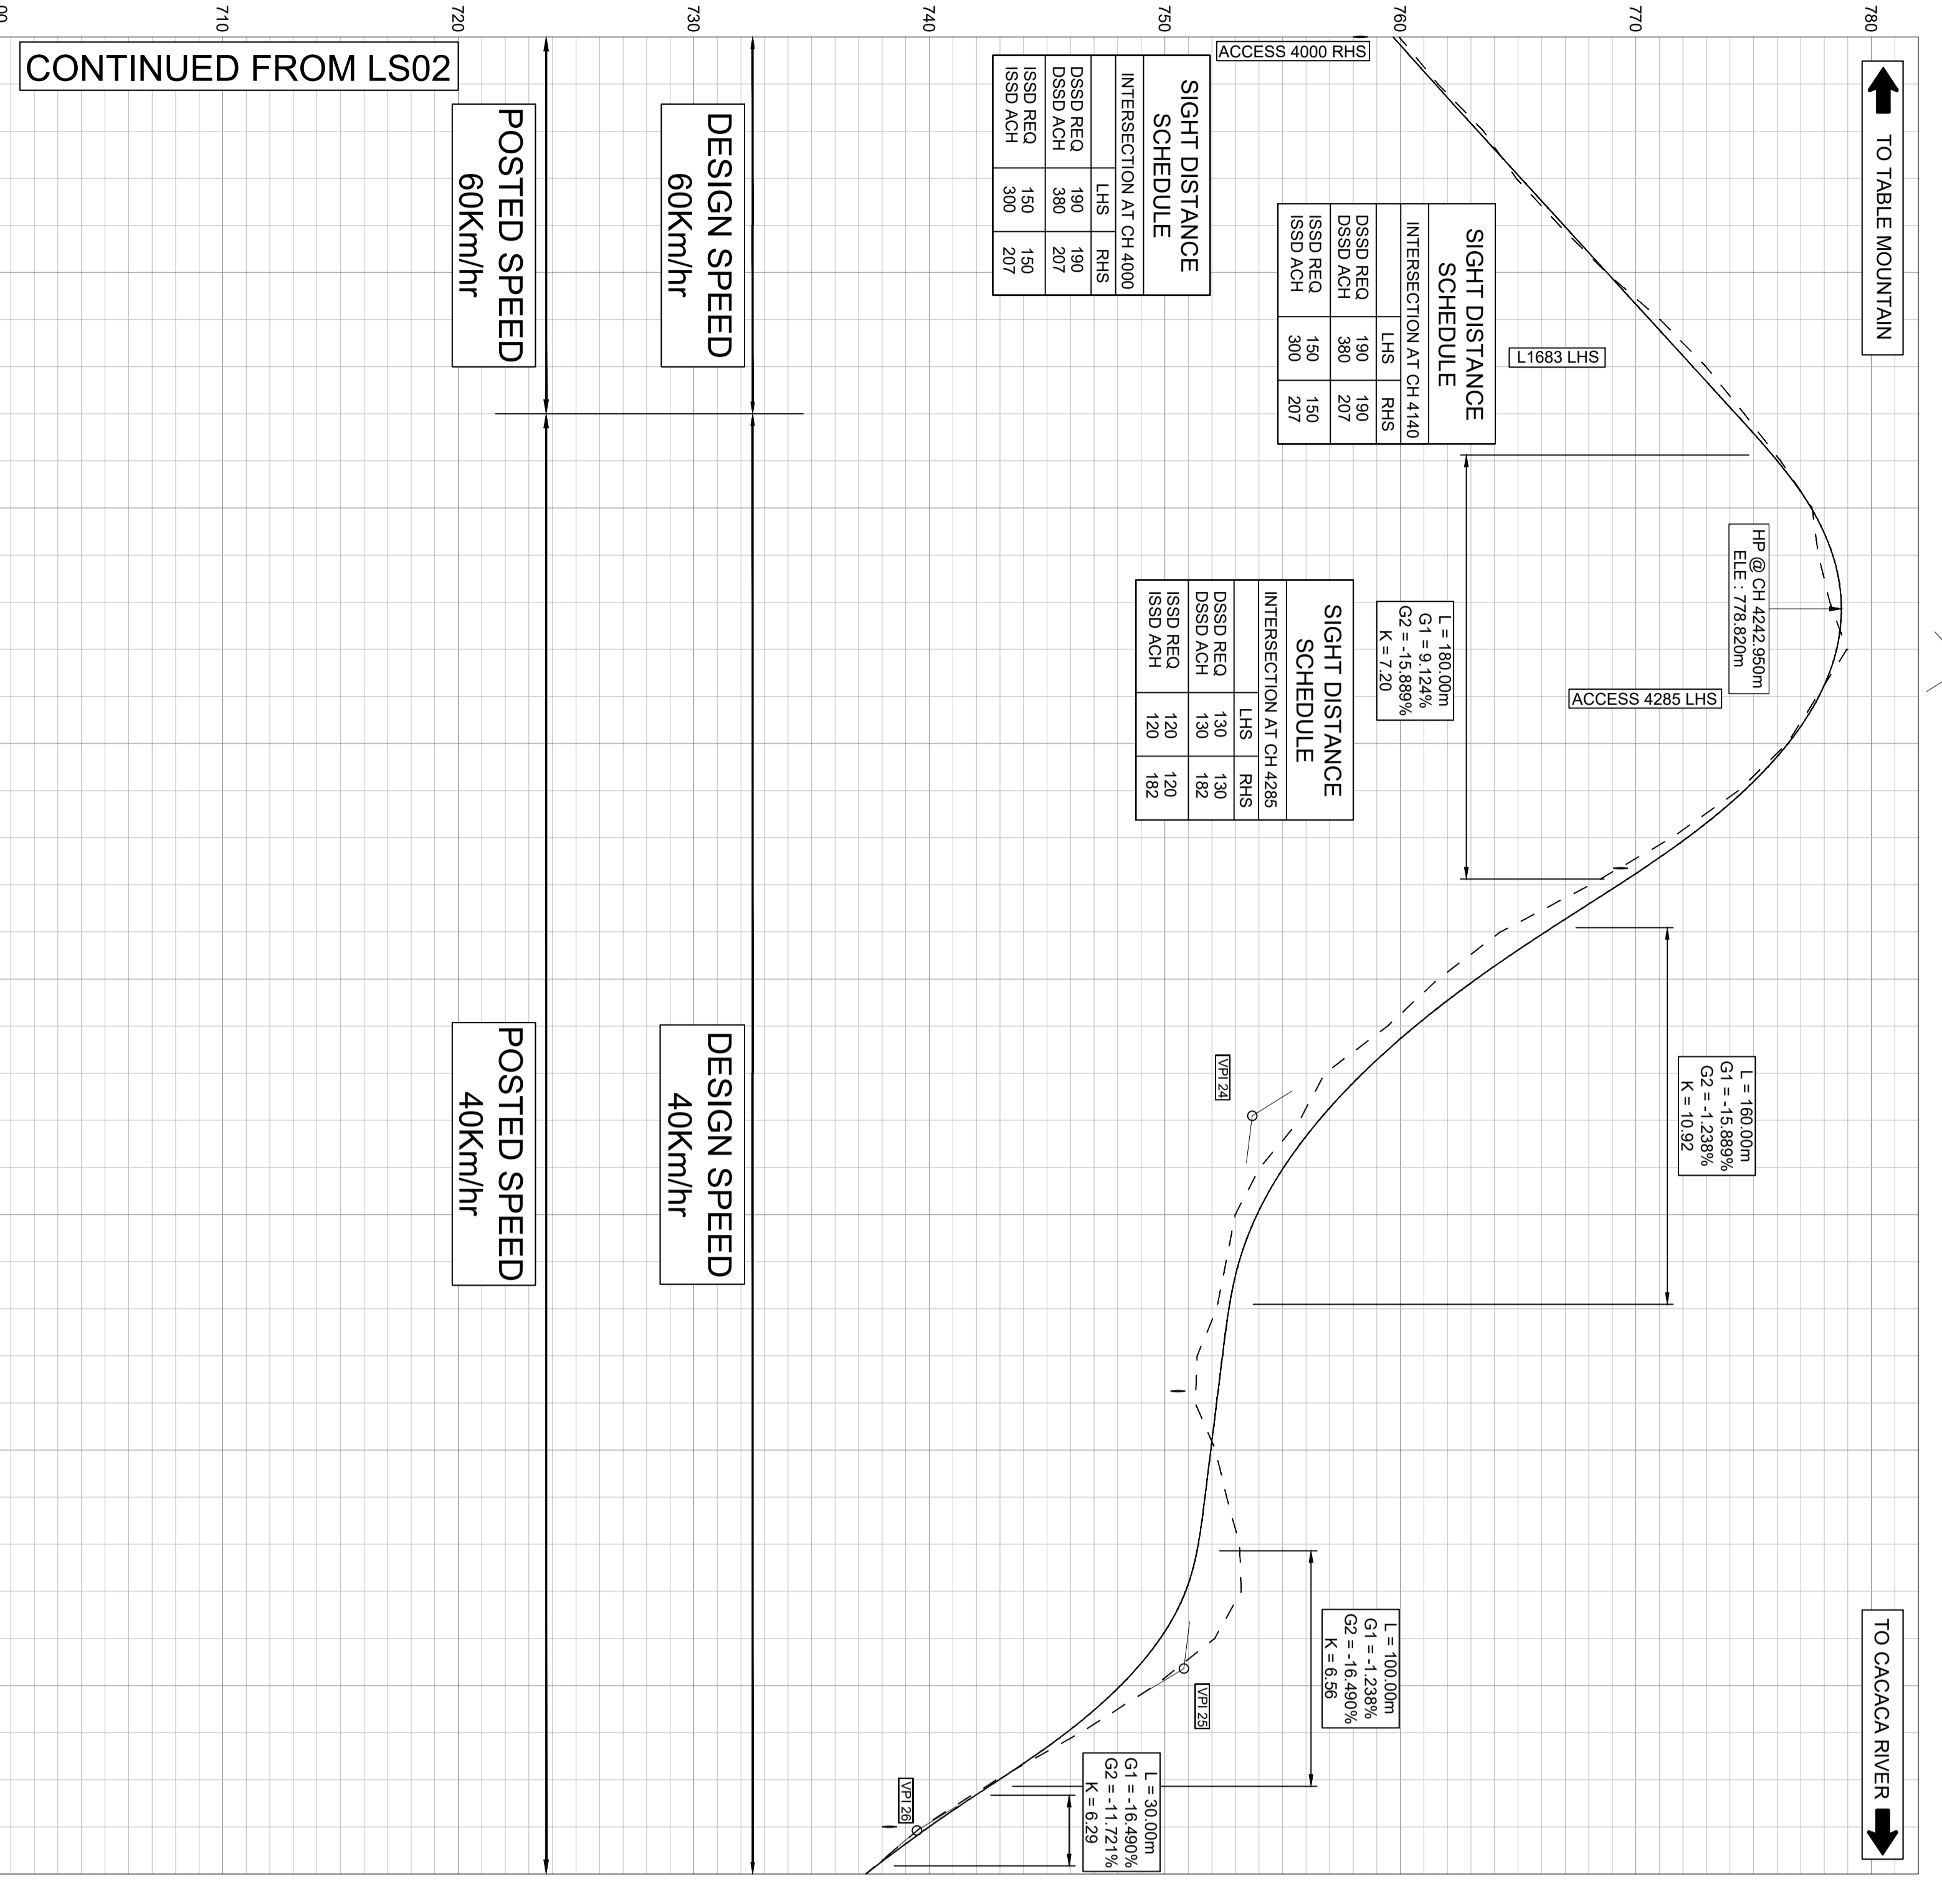 TO TABLE MOUNTAIN
TO CACACA RIVER
780
770
760
750
740
730
720
710
HP @ CH 4242.950m
ELE : 778.820m
L = 160.00m
G1 = -15.889%
G2 = -1.238%
K = 10.92
ACCESS 4285 LHS
L1683 LHS
SIGHT DISTANCE
SCHEDULE
INTERSECTION AT CH 4140
LHS RHS
DSSD REQ 190 190
DSSD ACH 380 207
ISSD REQ 150 150
ISSD ACH 300 207
L = 180.00m
G1 = 9.124%
G2 = -15.889%
K = 7.20
L = 100.00m
G1 = -1.238%
G2 = -16.490%
K = 6.56
ACCESS 4000 RHS
SIGHT DISTANCE
SCHEDULE
INTERSECTION AT CH 4285
LHS RHS
DSSD REQ 130 130
DSSD ACH 130 182
ISSD REQ 120 120
ISSD ACH 120 182
VPI 24
VPI 25
SIGHT DISTANCE
SCHEDULE
INTERSECTION AT CH 4000
LHS RHS
DSSD REQ 190 190
DSSD ACH 380 207
ISSD REQ 150 150
ISSD ACH 300 207
L = 30.00m
G1 = -16.490%
G2 = -11.721%
K = 6.29
VPI 26
DESIGN SPEED
60Km/hr
DESIGN SPEED
40Km/hr
POSTED SPEED
60Km/hr
POSTED SPEED
40Km/hr
CONTINUED FROM LS02